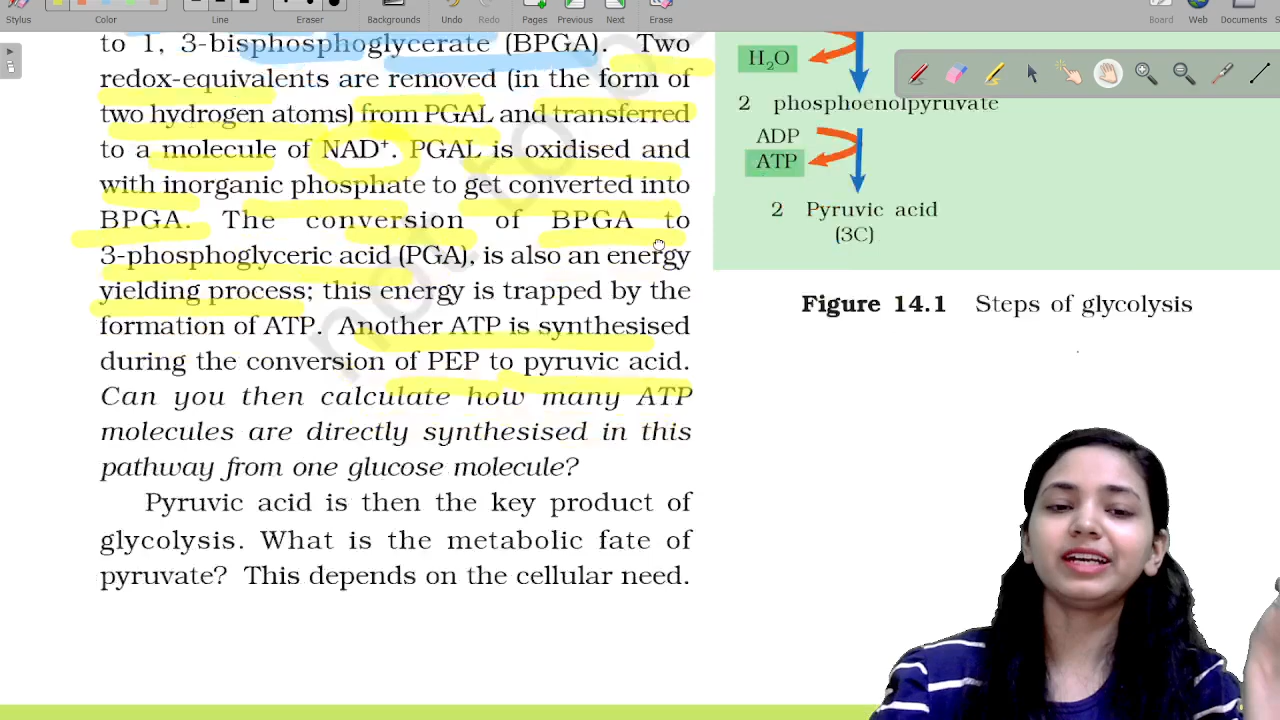 Stylus
Line
Eraser
Backgrounds
Undo
Redo
Pages
Previous
Next
Erase
Board
Web
Documents
to 1, 3-bisphosphoglycerate (BPGA). Two
redox-equivalents are removed (in the form of
two hydrogen atoms) from PGAL and transferred
to a molecule of NAD⁺. PGAL is oxidised and
with inorganic phosphate to get converted into
BPGA. The conversion of BPGA to
3-phosphoglyceric acid (PGA), is also an energy
yielding process; this energy is trapped by the
formation of ATP. Another ATP is synthesised
during the conversion of PEP to pyruvic acid.
Can you then calculate how many ATP
molecules are directly synthesised in this
pathway from one glucose molecule?
Pyruvic acid is then the key product of
glycolysis. What is the metabolic fate of
pyruvate? This depends on the cellular need.
H₂O
2 phosphoenolpyruvate
ADP
ATP
2 Pyruvic acid
(3C)
Figure 14.1 Steps of glycolysis
not to